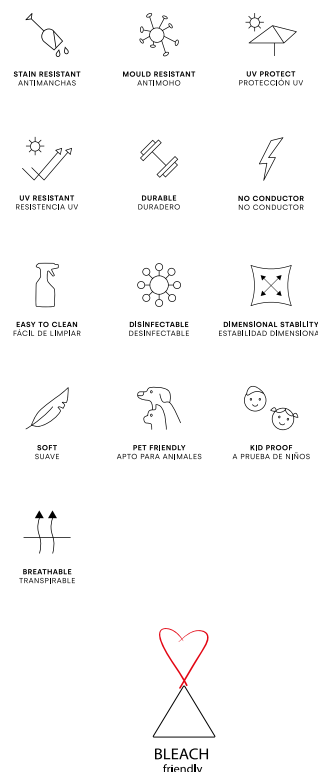 STAIN RESISTANT
ANTIMANCHAS
MOULD RESISTANT
ANTIMOHO
UV PROTECT
PROTECCIÓN UV
UV RESISTANT
RESISTENCIA UV
DURABLE
DURADERO
NO CONDUCTOR
NO CONDUCTOR
EASY TO CLEAN
FÁCIL DE LIMPIAR
DISINFECTABLE
DESINFECTABLE
DIMENSIONAL STABILITY
ESTABILIDAD DIMENSIONA
SOFT
SUAVE
PET FRIENDLY
APTO PARA ANIMALES
KID PROOF
A PRUEBA DE NIÑOS
BREATHABLE
TRANSPIRABLE
BLEACH
friendly